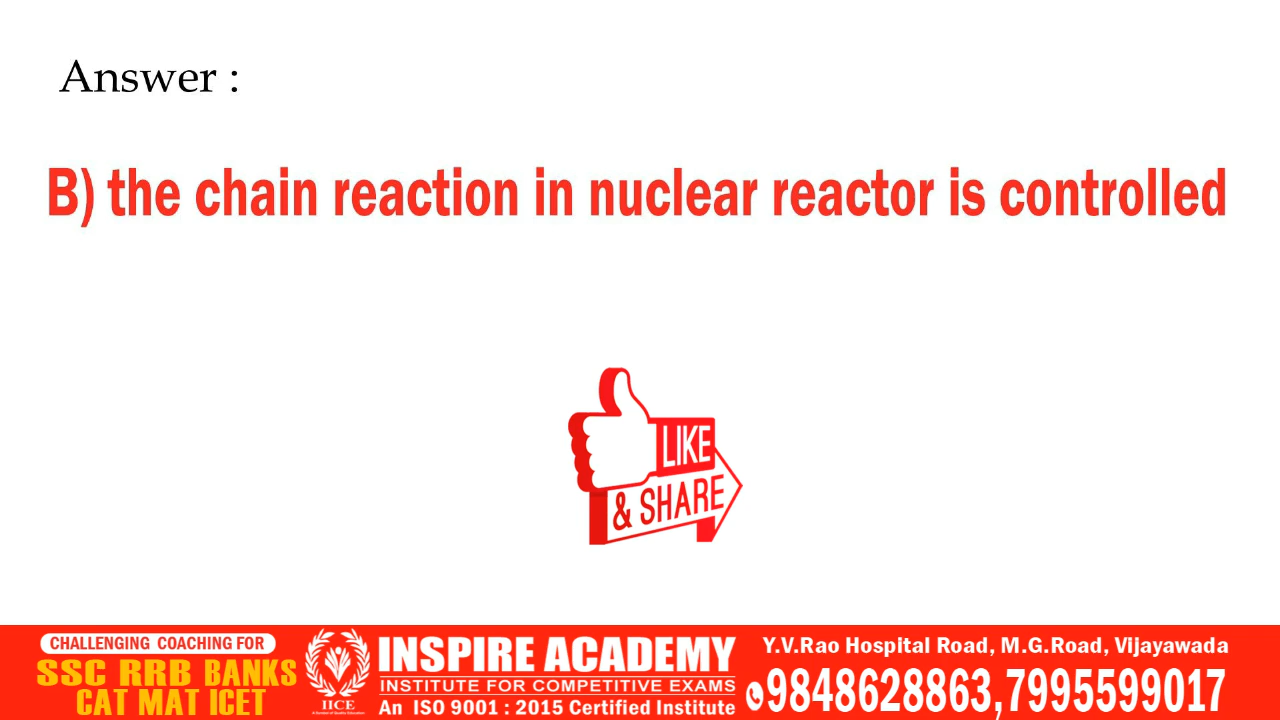 Answer :
B) the chain reaction in nuclear reactor is controlled
LIKE
& SHARE
CHALLENGING COACHING FOR
SSC RRB BANKS
CAT MAT ICET
IICE
INSPIRE ACADEMY
INSTITUTE FOR COMPETITIVE EXAMS
An ISO 9001 : 2015 Certified Institute
Y.V.Rao Hospital Road, M.G.Road, Vijayawada
9848628863,7995599017